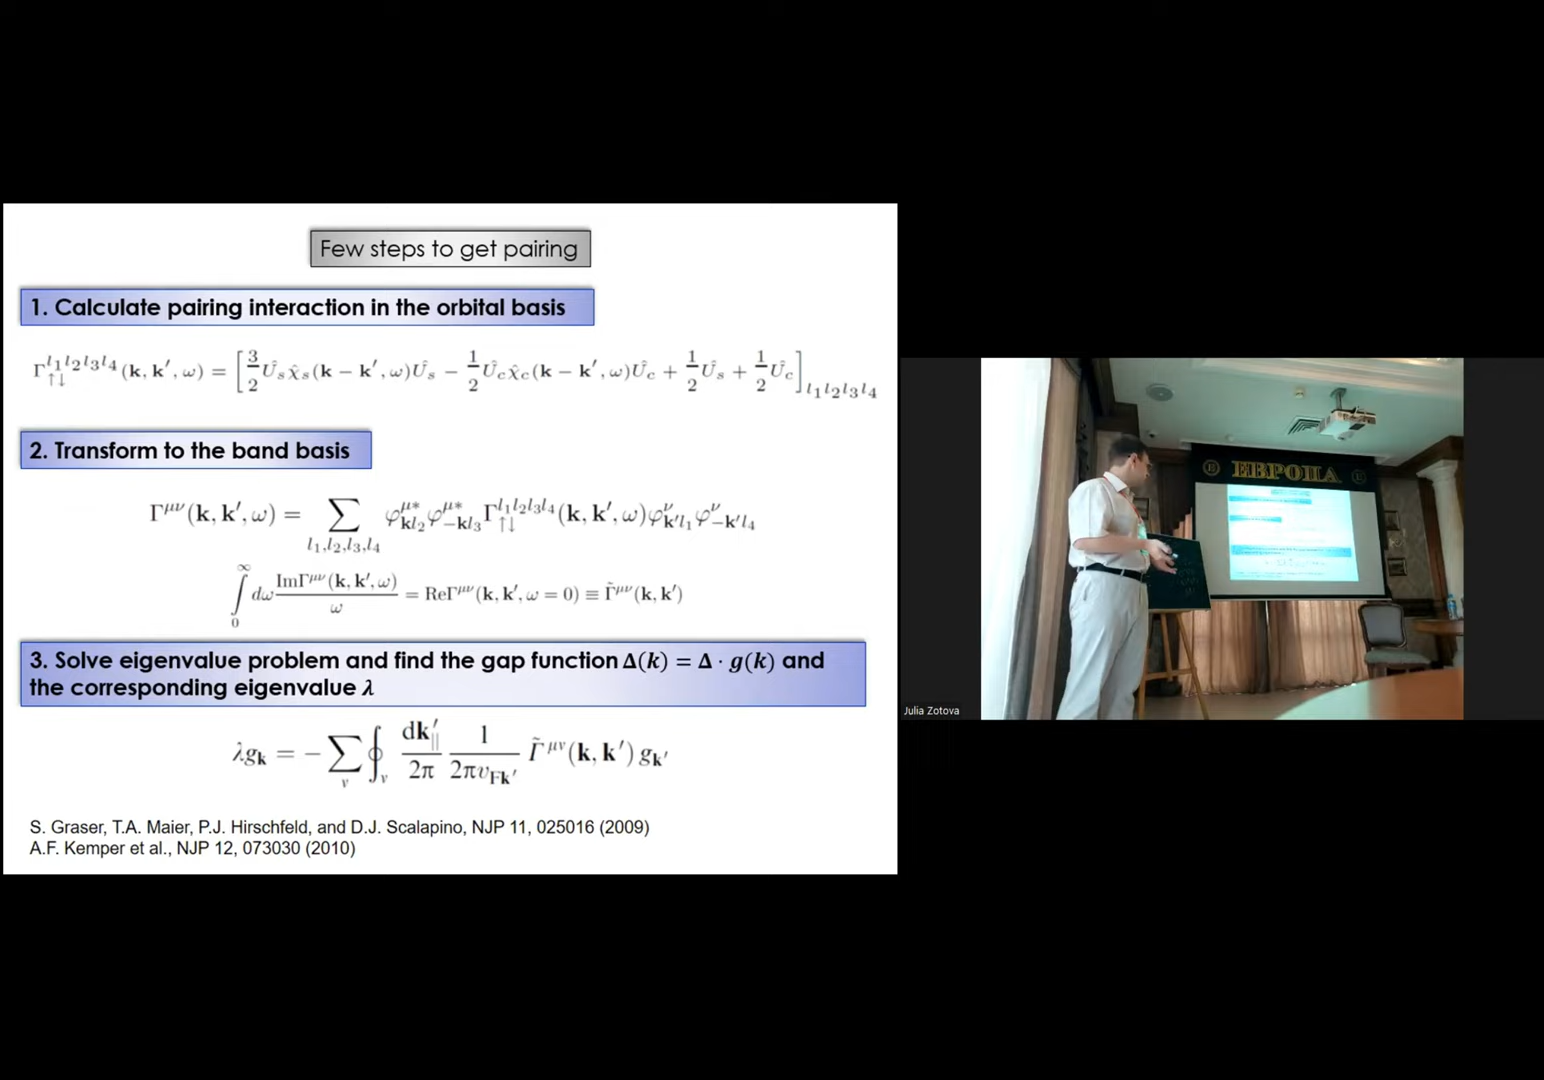 Few steps to get pairing
1. Calculate pairing interaction in the orbital basis
Γ_{↑↓}^{l₁l₂l₃l₄}(k, k′, ω) = [3/2 Û_s χ̂_s(k − k′, ω)Û_s − 1/2 Û_c χ̂_c(k − k′, ω)Û_c + 1/2 Û_s + 1/2 Û_c]_{l₁l₂l₃l₄}
2. Transform to the band basis
Γ^{μν}(k, k′, ω) = ∑_{l₁,l₂,l₃,l₄} φ^{μ*}_{kl₂} φ^{μ*}_{−kl₃} Γ_{↑↓}^{l₁l₂l₃l₄}(k, k′, ω) φ^{ν}_{k′l₁} φ^{ν}_{−k′l₄}
∫₀^∞ dω ImΓ^{μν}(k, k′, ω)/ω = ReΓ^{μν}(k, k′, ω = 0) ≡ Γ̃^{μν}(k, k′)
3. Solve eigenvalue problem and find the gap function Δ(k) = Δ · g(k) and
the corresponding eigenvalue λ
λg_k = − ∑_ν ∮_ν dk′_∥/2π 1/2πv_{Fk′} Γ̃^{μν}(k, k′) g_{k′}
S. Graser, T.A. Maier, P.J. Hirschfeld, and D.J. Scalapino, NJP 11, 025016 (2009)
A.F. Kemper et al., NJP 12, 073030 (2010)
ЕВРОПА
Julia Zotova